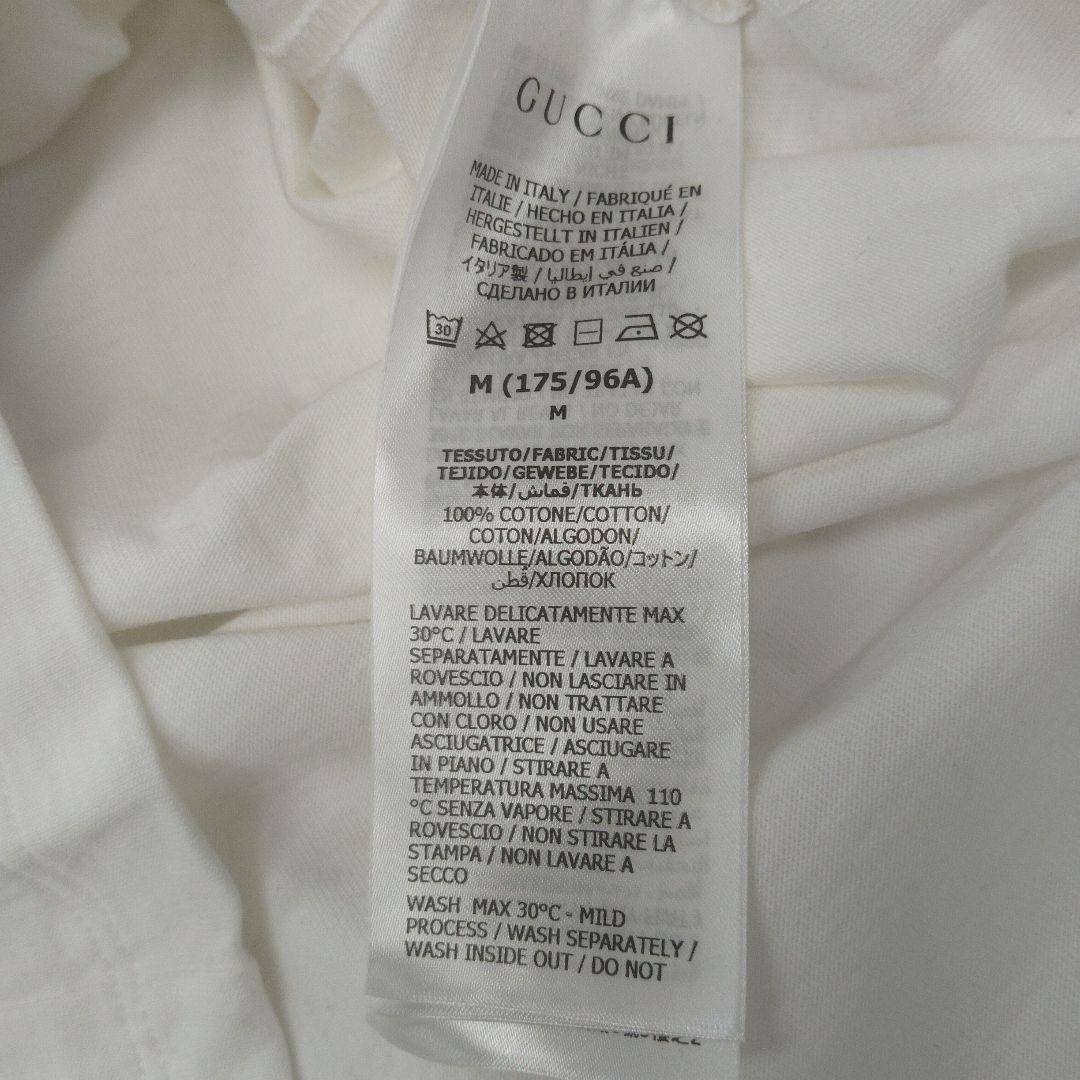 GUCCI
MADE IN ITALY / FABRIQUÉ EN
ITALIE / HECHO EN ITALIA /
HERGESTELLT IN ITALIEN /
FABRICADO EM ITÁLIA /
イタリア製 / صنع في إيطاليا /
СДЕЛАНО В ИТАЛИИ
30
M (175/96A)
M
TESSUTO/FABRIC/TISSU/
TEJIDO/GEWEBE/TECIDO/
本体/قماش/ТКАНЬ
100% COTONE/COTTON/
COTON/ALGODON/
BAUMWOLLE/ALGODÃO/コットン/
قطن/ХЛОПОК
LAVARE DELICATAMENTE MAX
30°C / LAVARE
SEPARATAMENTE / LAVARE A
ROVESCIO / NON LASCIARE IN
AMMOLLO / NON TRATTARE
CON CLORO / NON USARE
ASCIUGATRICE / ASCIUGARE
IN PIANO / STIRARE A
TEMPERATURA MASSIMA 110
°C SENZA VAPORE / STIRARE A
ROVESCIO / NON STIRARE LA
STAMPA / NON LAVARE A
SECCO
WASH MAX 30°C - MILD
PROCESS / WASH SEPARATELY /
WASH INSIDE OUT / DO NOT